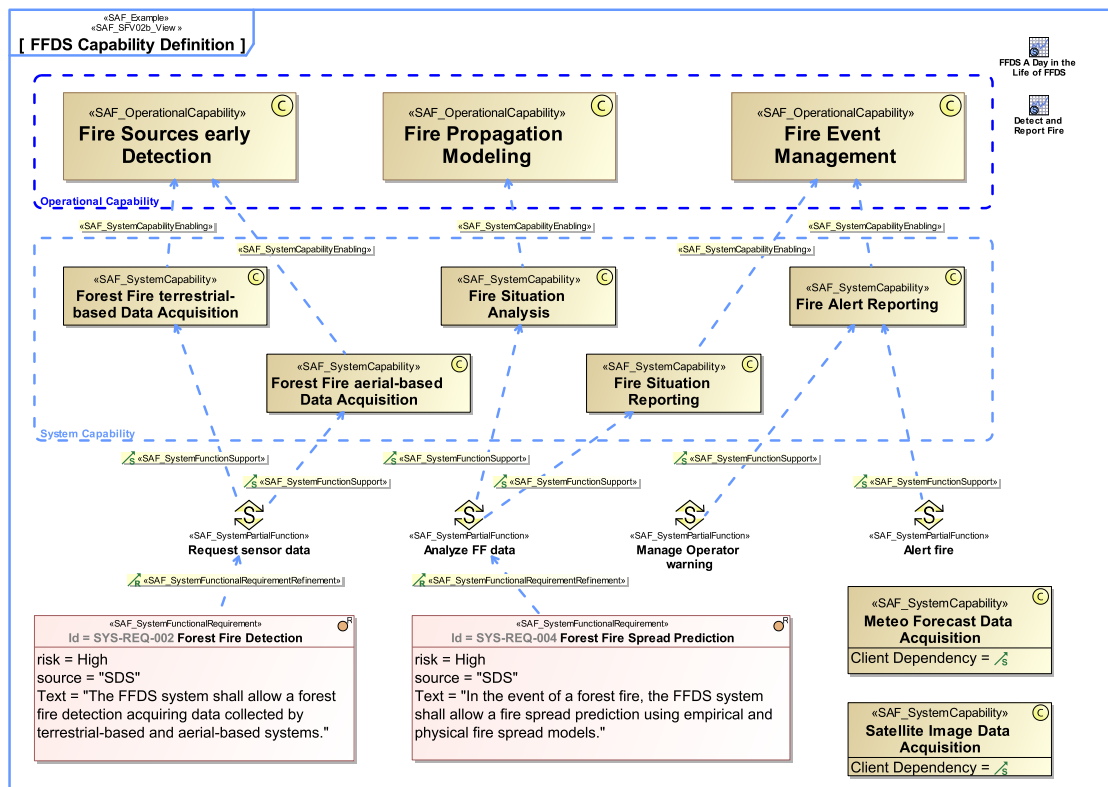 «SAF_Example»
«SAF_SFV02b_View »
[ FFDS Capability Definition ]
FFDS A Day in the
Life of FFDS
Detect and
Report Fire
«SAF_OperationalCapability»
Fire Sources early
Detection
«SAF_OperationalCapability»
Fire Propagation
Modeling
«SAF_OperationalCapability»
Fire Event
Management
C
C
C
Operational Capability
«SAF_SystemCapabilityEnabling»
«SAF_SystemCapabilityEnabling»
«SAF_SystemCapabilityEnabling»
«SAF_SystemCapabilityEnabling»
«SAF_SystemCapabilityEnabling»
«SAF_SystemCapability»
Forest Fire terrestrial-
based Data Acquisition
C
«SAF_SystemCapability»
Fire Situation
Analysis
C
«SAF_SystemCapability»
Fire Alert Reporting
C
«SAF_SystemCapability»
Forest Fire aerial-based
Data Acquisition
C
«SAF_SystemCapability»
Fire Situation
Reporting
C
System Capability
S «SAF_SystemFunctionSupport»
S «SAF_SystemFunctionSupport»
S «SAF_SystemFunctionSupport»
S «SAF_SystemFunctionSupport»
S «SAF_SystemFunctionSupport»
S «SAF_SystemFunctionSupport»
S
«SAF_SystemPartialFunction»
Request sensor data
S
«SAF_SystemPartialFunction»
Analyze FF data
S
«SAF_SystemPartialFunction»
Manage Operator
warning
S
«SAF_SystemPartialFunction»
Alert fire
R «SAF_SystemFunctionalRequirementRefinement»
R «SAF_SystemFunctionalRequirementRefinement»
«SAF_SystemFunctionalRequirement»
R
Id = SYS-REQ-002 Forest Fire Detection
risk = High
source = "SDS"
Text = "The FFDS system shall allow a forest
fire detection acquiring data collected by
terrestrial-based and aerial-based systems."
«SAF_SystemFunctionalRequirement»
R
Id = SYS-REQ-004 Forest Fire Spread Prediction
risk = High
source = "SDS"
Text = "In the event of a forest fire, the FFDS system
shall allow a fire spread prediction using empirical and
physical fire spread models."
«SAF_SystemCapability»
C
Meteo Forecast Data
Acquisition
Client Dependency = S
«SAF_SystemCapability»
C
Satellite Image Data
Acquisition
Client Dependency = S